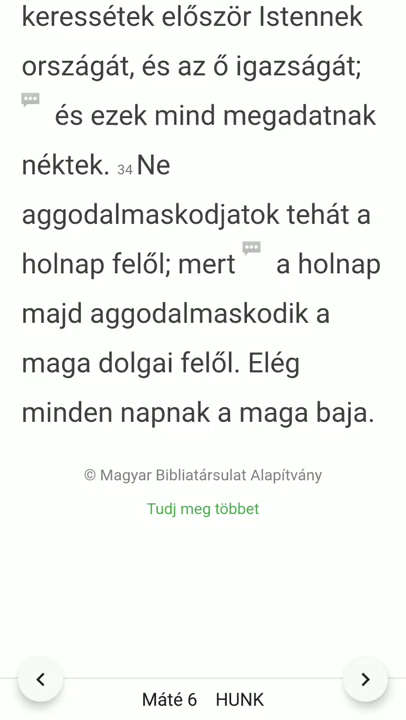 keressétek először Istennek
országát, és az ő igazságát;
és ezek mind megadatnak
néktek. 34 Ne
aggodalmaskodjatok tehát a
holnap felől; mert a holnap
majd aggodalmaskodik a
maga dolgai felől. Elég
minden napnak a maga baja.
© Magyar Bibliatársulat Alapítvány
Tudj meg többet
Máté 6 HUNK